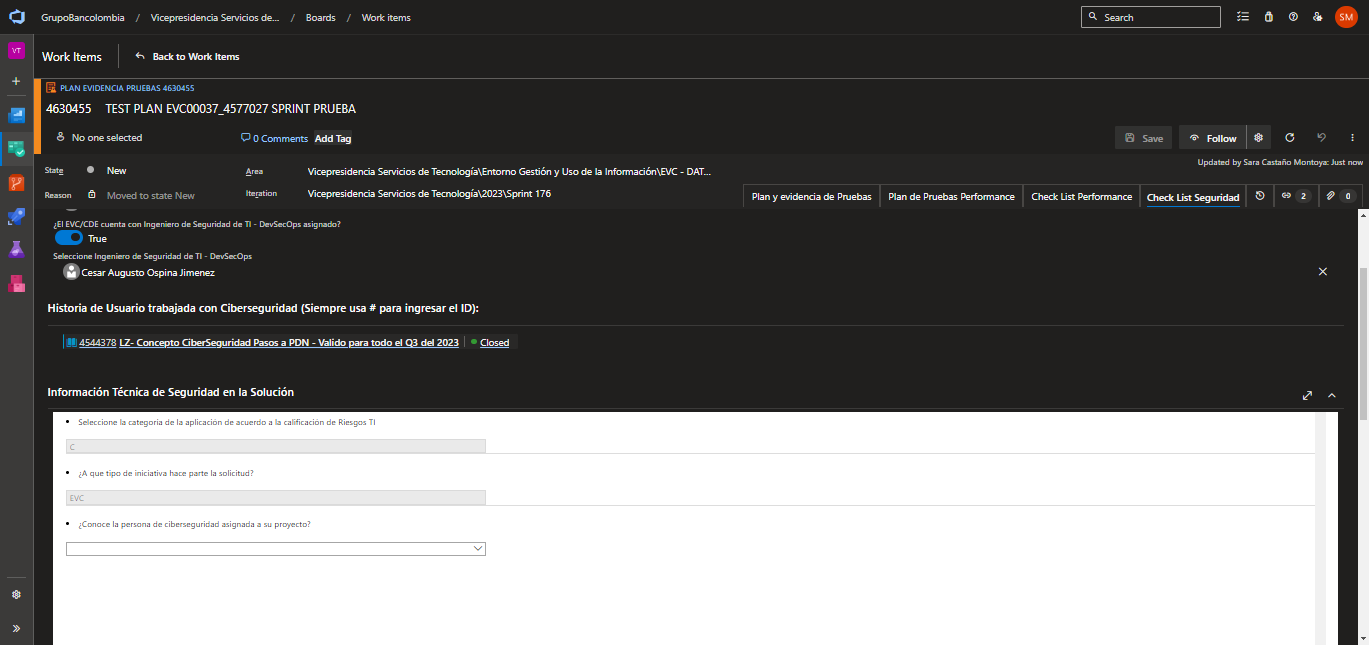 GrupoBancolombia / Vicepresidencia Servicios de... / Boards / Work items
Search
SM
VT
Work Items
Back to Work Items
PLAN EVIDENCIA PRUEBAS 4630455
4630455 TEST PLAN EVC00037_4577027 SPRINT PRUEBA
No one selected
0 Comments
Add Tag
Save
Follow
Updated by Sara Castaño Montoya: Just now
State New
Area Vicepresidencia Servicios de Tecnología\Entorno Gestión y Uso de la Información\EVC - DAT...
Reason Moved to state New
Iteration Vicepresidencia Servicios de Tecnología\2023\Sprint 176
Plan y evidencia de Pruebas
Plan de Pruebas Performance
Check List Performance
Check List Seguridad
2
0
¿El EVC/CDE cuenta con Ingeniero de Seguridad de TI - DevSecOps asignado?
True
Seleccione Ingeniero de Seguridad de TI - DevSecOps
Cesar Augusto Ospina Jimenez
Historia de Usuario trabajada con Ciberseguridad (Siempre usa # para ingresar el ID):
4544378 LZ- Concepto CiberSeguridad Pasos a PDN - Valido para todo el Q3 del 2023 Closed
Información Técnica de Seguridad en la Solución
• Seleccione la categoria de la aplicación de acuerdo a la calificación de Riesgos TI
C
• ¿A que tipo de iniciativa hace parte la solicitud?
EVC
• ¿Conoce la persona de ciberseguridad asignada a su proyecto?